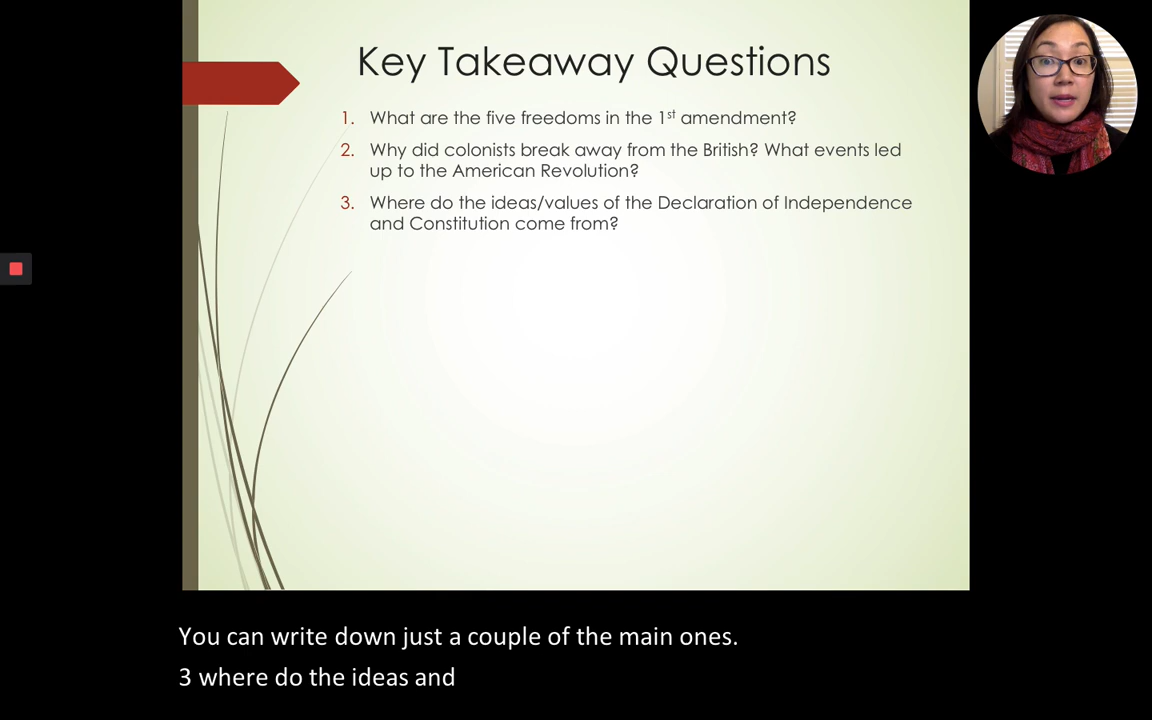 Key Takeaway Questions
1. What are the five freedoms in the 1st amendment?
2. Why did colonists break away from the British? What events led
up to the American Revolution?
3. Where do the ideas/values of the Declaration of Independence
and Constitution come from?
You can write down just a couple of the main ones.
3 where do the ideas and